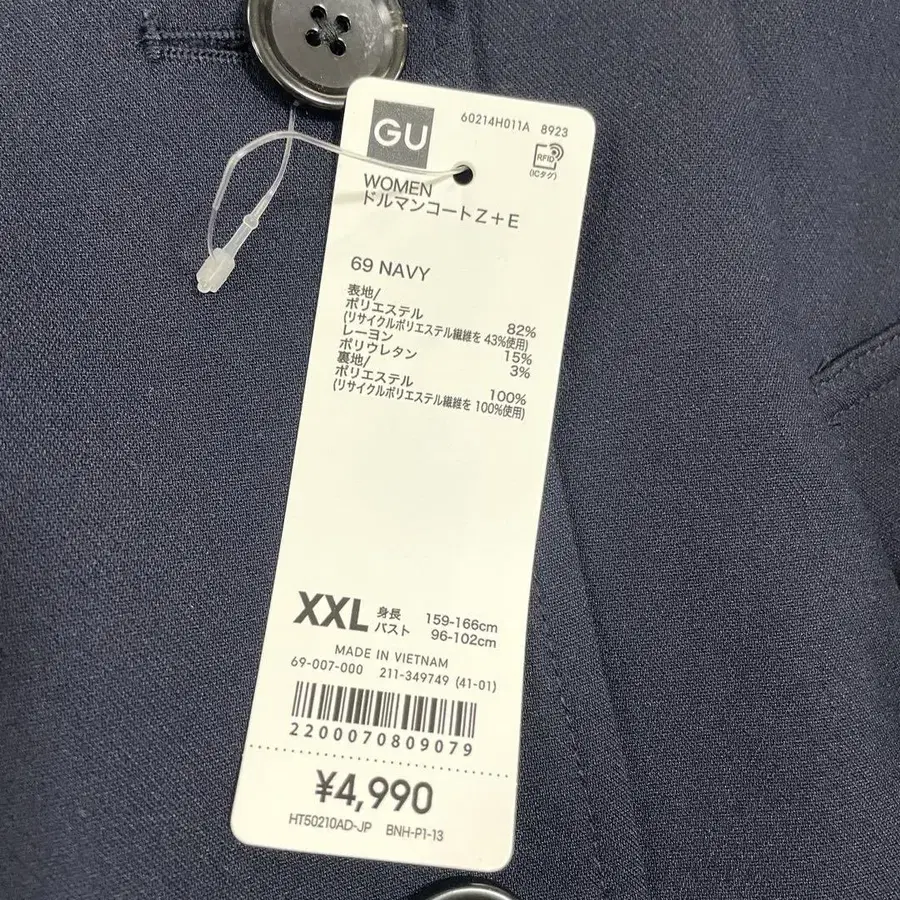 GU
60214H011A 8923
RFID
(ICタグ)
WOMEN
ドルマンコートZ+E
69 NAVY
表地/
ポリエステル 82%
(リサイクルポリエステル繊維を 43%使用)
レーヨン 15%
ポリウレタン 3%
裏地/
ポリエステル 100%
(リサイクルポリエステル繊維を 100%使用)
XXL 身長 159-166cm
バスト 96-102cm
MADE IN VIETNAM
69-007-000 211-349749 (41-01)
2200070809079
¥4,990
HT50210AD-JP BNH-P1-13